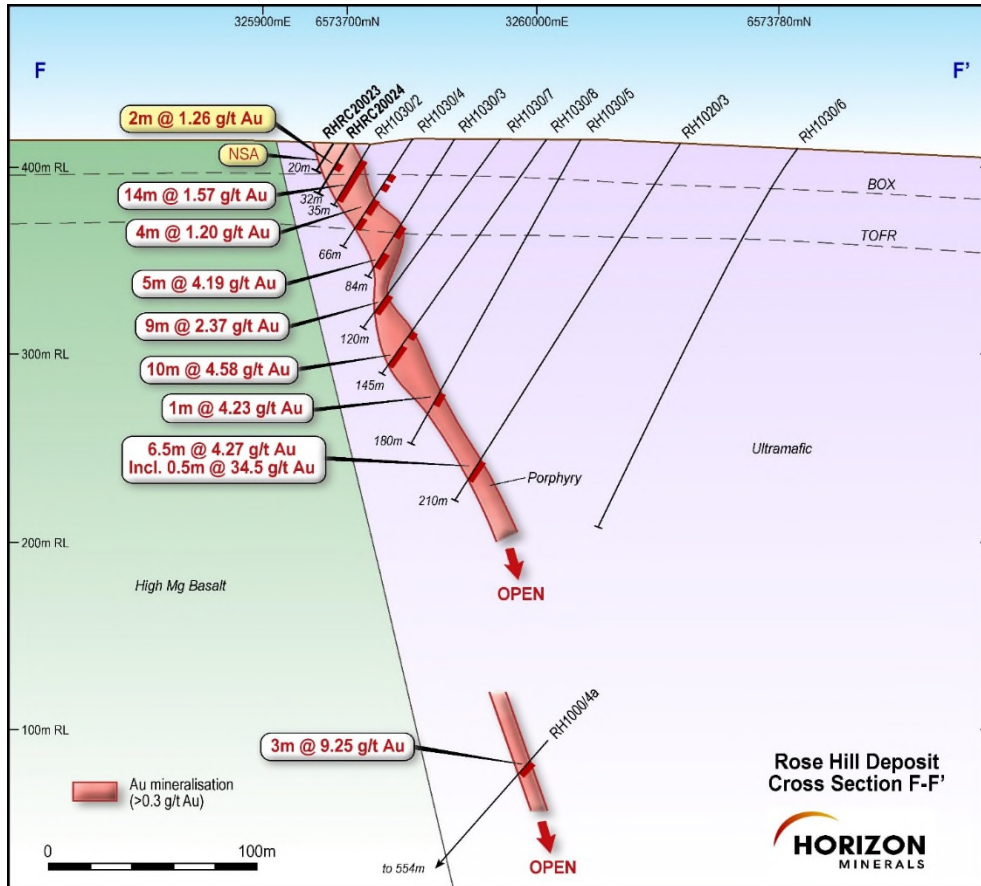 325900mE
6573700mN
3260000mE
6573780mN
F
F'
RHRC20023
RHRC20024
RH1030/2
RH1030/4
RH1030/3
RH1030/7
RH1030/8
RH1030/5
RH1020/3
RH1030/6
2m @ 1.26 g/t Au
NSA
14m @ 1.57 g/t Au
4m @ 1.20 g/t Au
5m @ 4.19 g/t Au
9m @ 2.37 g/t Au
10m @ 4.58 g/t Au
1m @ 4.23 g/t Au
6.5m @ 4.27 g/t Au
Incl. 0.5m @ 34.5 g/t Au
400m RL
300m RL
200m RL
100m RL
20m
32m
35m
66m
84m
120m
145m
180m
210m
BOX
TOFR
Ultramafic
Porphyry
High Mg Basalt
OPEN
RH1000/4a
3m @ 9.25 g/t Au
to 554m
OPEN
Au mineralisation
(>0.3 g/t Au)
0
100m
Rose Hill Deposit
Cross Section F-F'
HORIZON
MINERALS